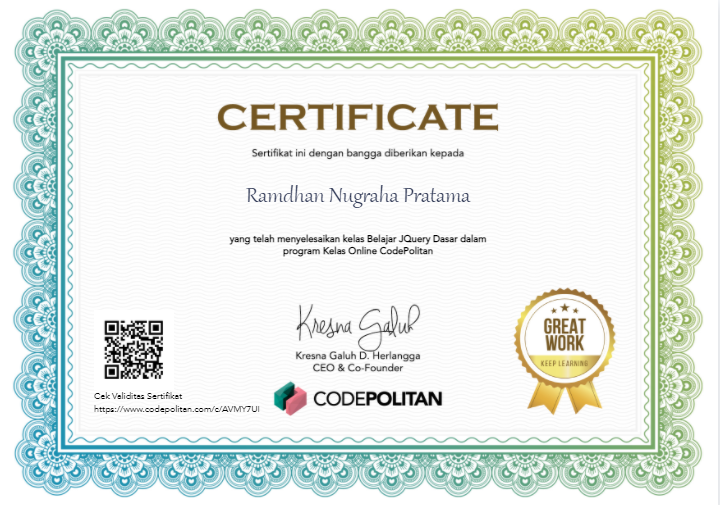 CERTIFICATE
Sertifikat ini dengan bangga diberikan kepada
Ramdhan Nugraha Pratama
yang telah menyelesaikan kelas Belajar JQuery Dasar dalam
program Kelas Online CodePolitan
Kresna Galuh
Kresna Galuh D. Herlangga
CEO & Co-Founder
CODEPOLITAN
GREAT
WORK
KEEP LEARNING
Cek Validitas Sertifikat
https://www.codepolitan.com/c/AVMY7UI